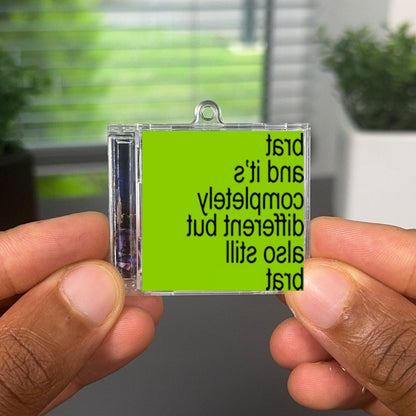 brat
and it's
completely
different but
also still
brat